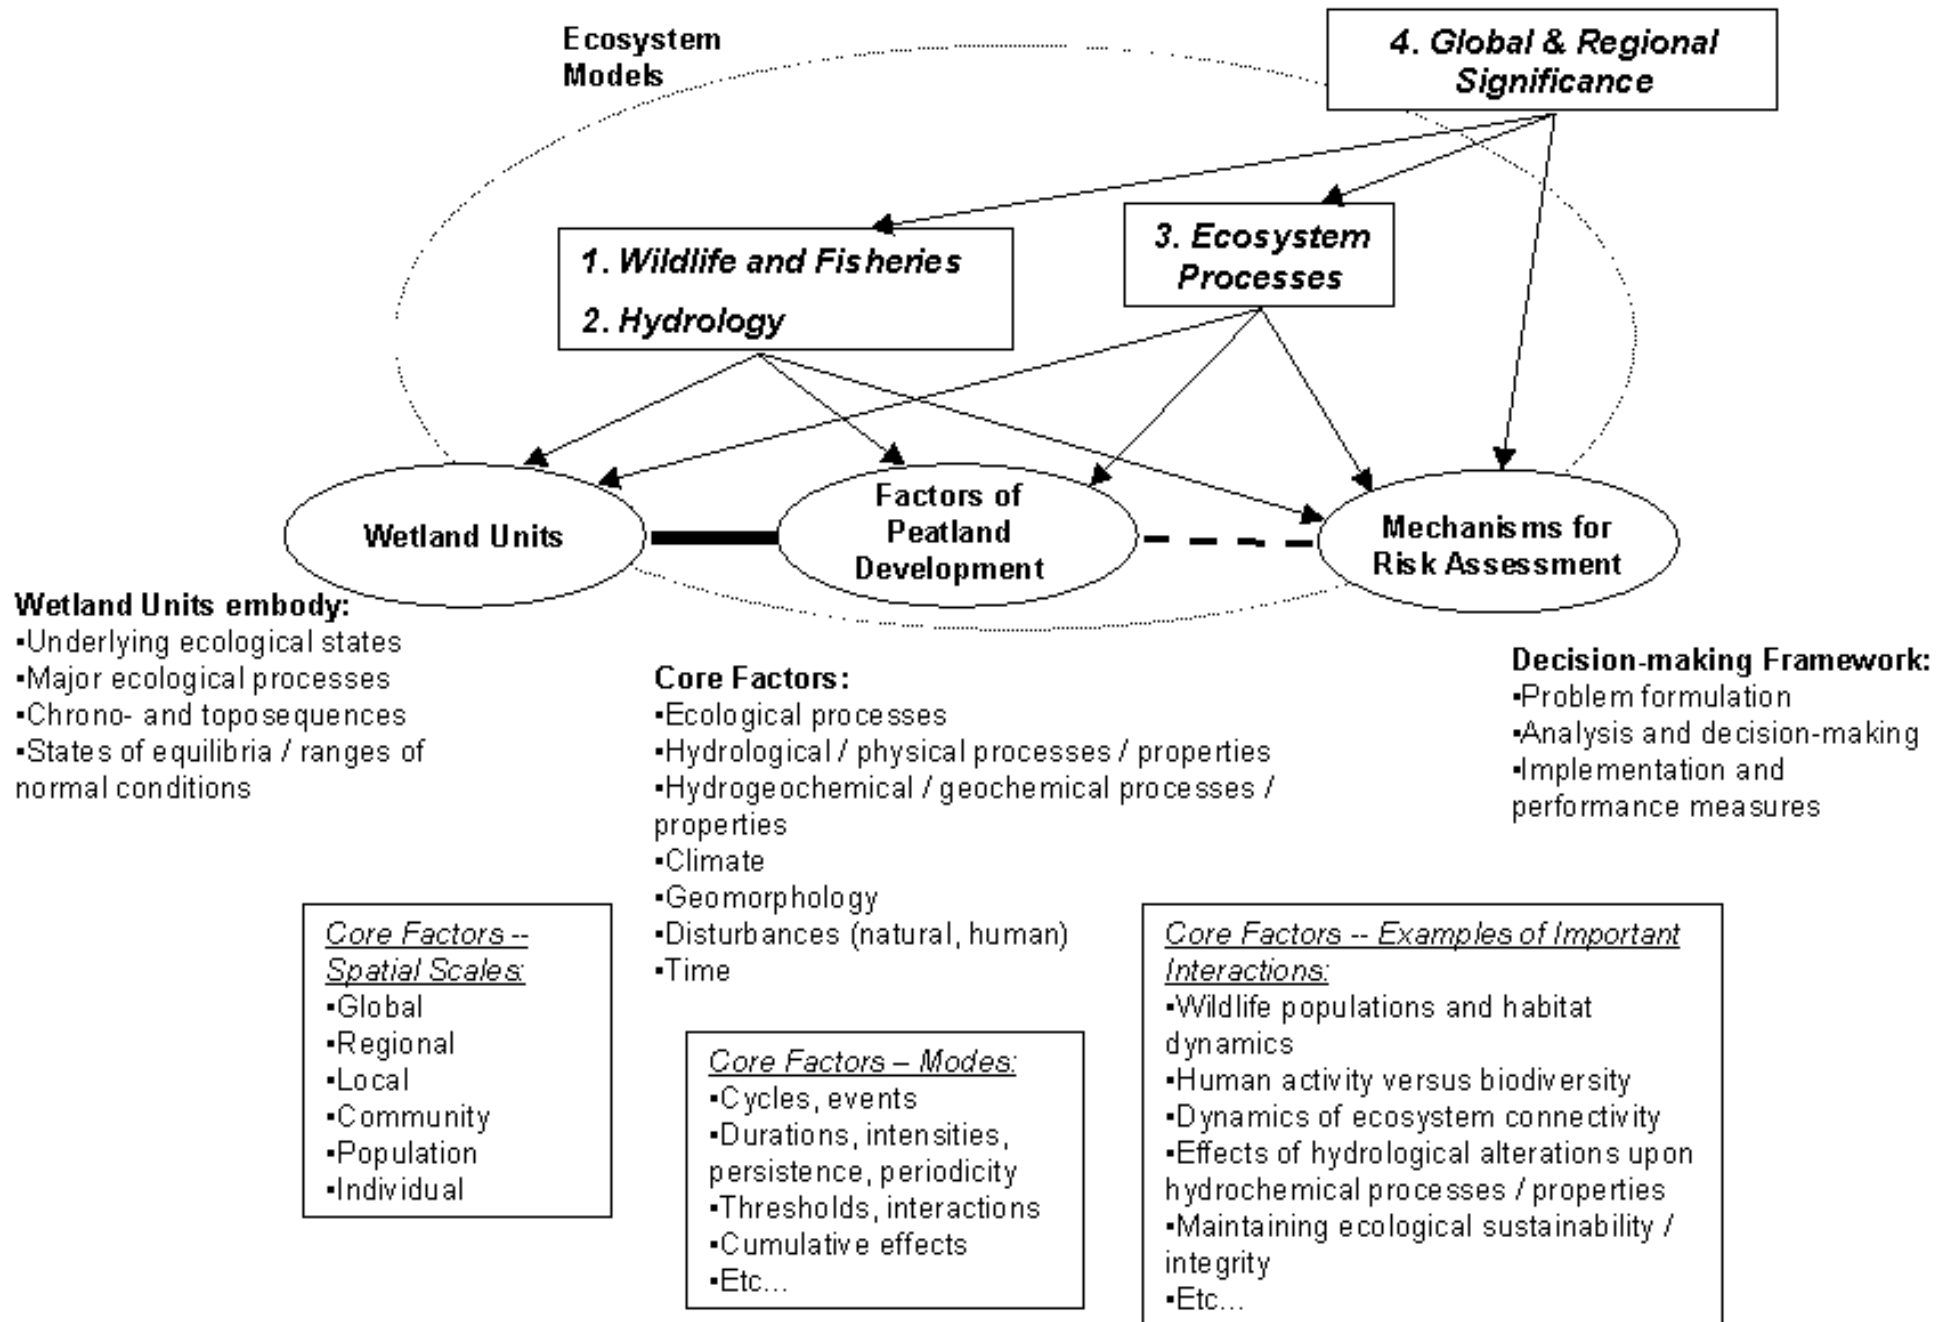 Ecosystem
Models
4. Global & Regional
Significance
1. Wildlife and Fisheries
2. Hydrology
3. Ecosystem
Processes
Wetland Units
Factors of
Peatland
Development
Mechanisms for
Risk Assessment
Wetland Units embody:
▪Underlying ecological states
▪Major ecological processes
▪Chrono- and toposequences
▪States of equilibria / ranges of
normal conditions
Core Factors:
▪Ecological processes
▪Hydrological / physical processes / properties
▪Hydrogeochemical / geochemical processes /
properties
▪Climate
▪Geomorphology
▪Disturbances (natural, human)
▪Time
Decision-making Framework:
▪Problem formulation
▪Analysis and decision-making
▪Implementation and
performance measures
Core Factors --
Spatial Scales:
▪Global
▪Regional
▪Local
▪Community
▪Population
▪Individual
Core Factors – Modes:
▪Cycles, events
▪Durations, intensities,
persistence, periodicity
▪Thresholds, interactions
▪Cumulative effects
▪Etc...
Core Factors -- Examples of Important
Interactions:
▪Wildlife populations and habitat
dynamics
▪Human activity versus biodiversity
▪Dynamics of ecosystem connectivity
▪Effects of hydrological alterations upon
hydrochemical processes / properties
▪Maintaining ecological sustainability /
integrity
▪Etc...